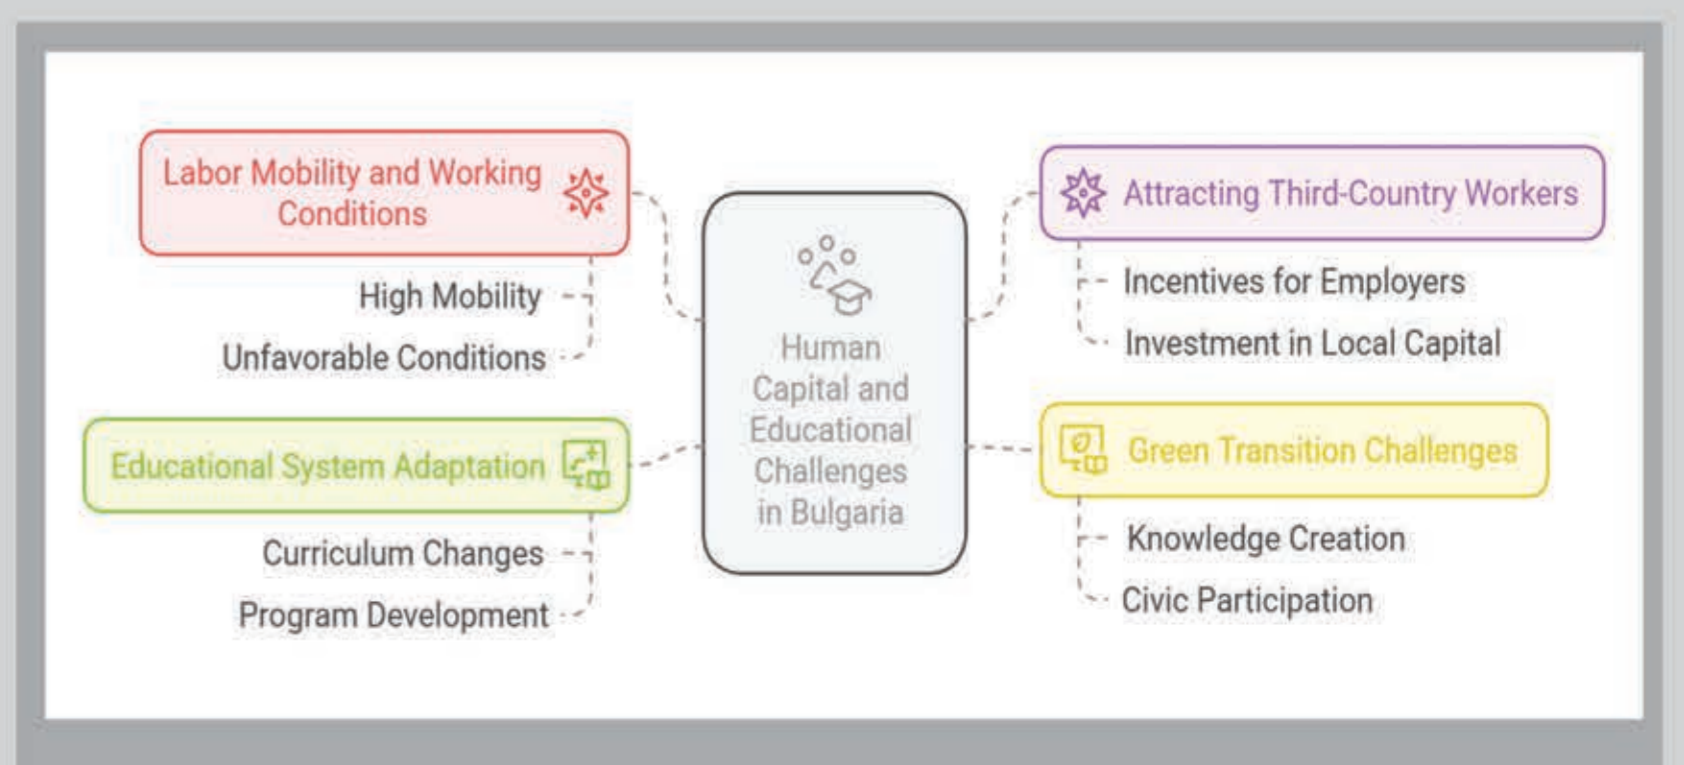 Labor Mobility and Working
Conditions
High Mobility
Unfavorable Conditions
Educational System Adaptation
Curriculum Changes
Program Development
Human
Capital and
Educational
Challenges
in Bulgaria
Attracting Third-Country Workers
Incentives for Employers
Investment in Local Capital
Green Transition Challenges
Knowledge Creation
Civic Participation